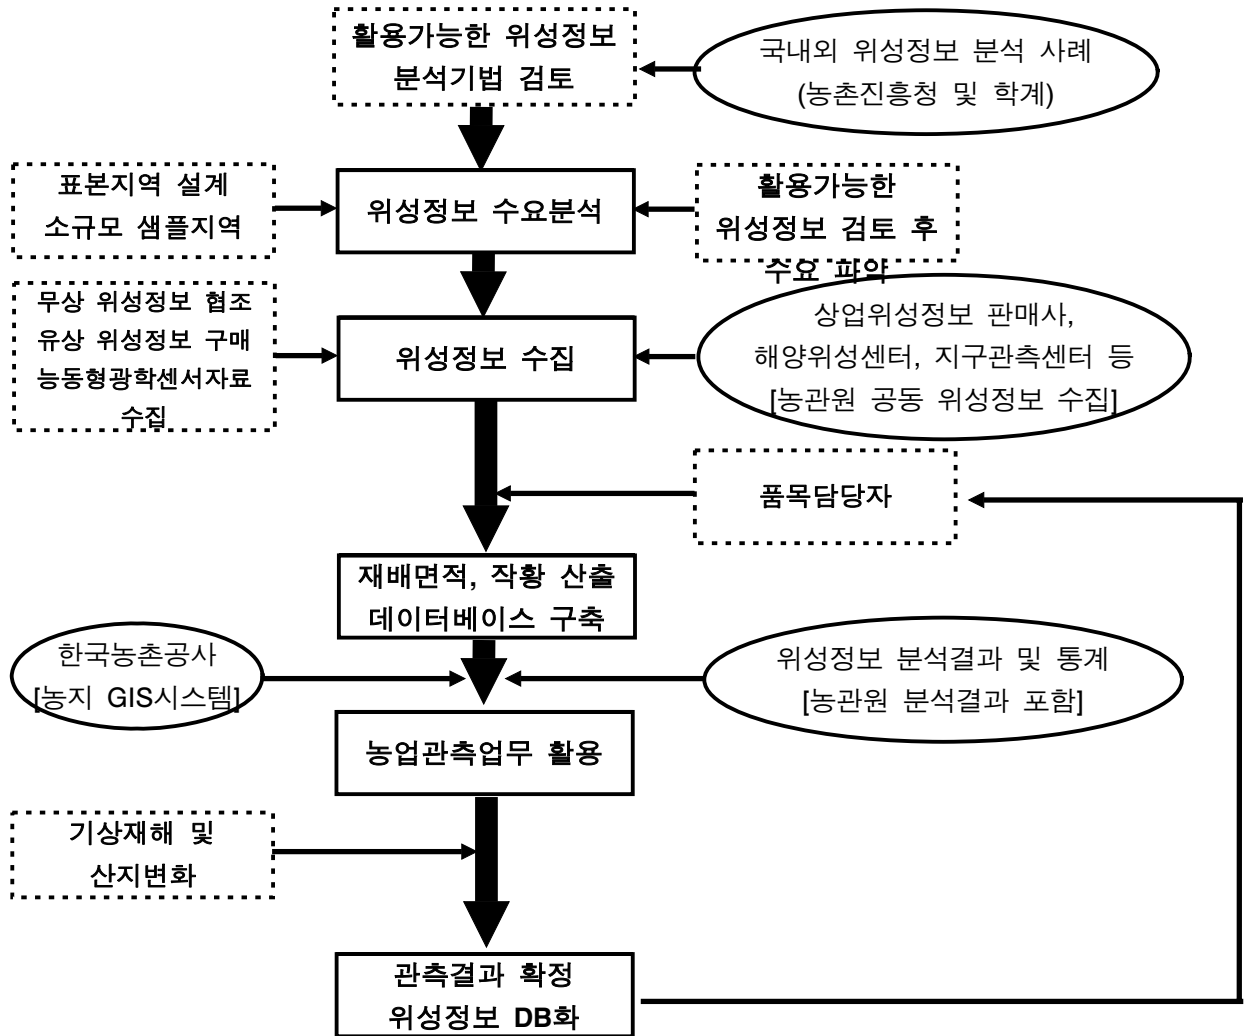 활용가능한 위성정보
분석기법 검토
국내외 위성정보 분석 사례
(농촌진흥청 및 학계)
표본지역 설계
소규모 샘플지역
위성정보 수요분석
활용가능한
위성정보 검토 후
수요 파악
무상 위성정보 협조
유상 위성정보 구매
능동형광학센서자료
수집
위성정보 수집
상업위성정보 판매사,
해양위성센터, 지구관측센터 등
[농관원 공동 위성정보 수집]
품목담당자
재배면적, 작황 산출
데이터베이스 구축
한국농촌공사
[농지 GIS시스템]
위성정보 분석결과 및 통계
[농관원 분석결과 포함]
농업관측업무 활용
기상재해 및
산지변화
관측결과 확정
위성정보 DB화